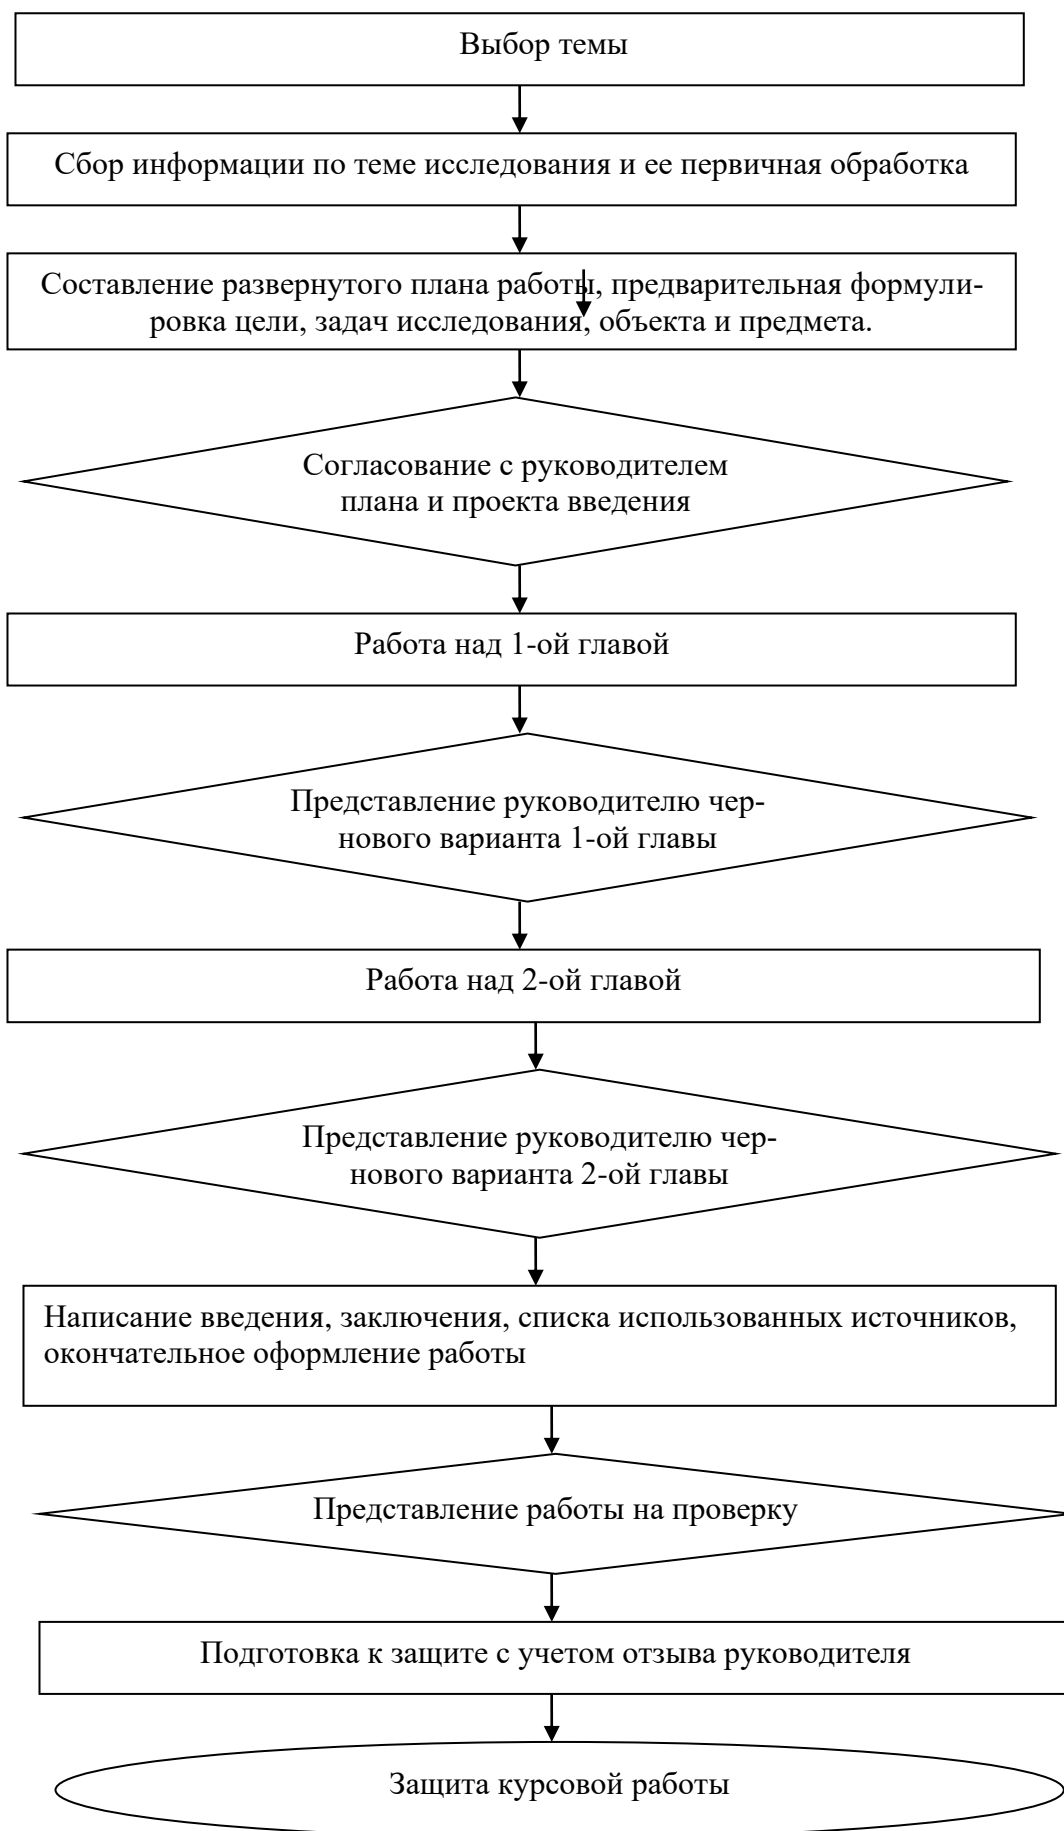 Выбор темы
Сбор информации по теме исследования и ее первичная обработка
Составление развернутого плана работы, предварительная формули-
ровка цели, задач исследования, объекта и предмета.
Согласование с руководителем
плана и проекта введения
Работа над 1-ой главой
Представление руководителю чер-
нового варианта 1-ой главы
Работа над 2-ой главой
Представление руководителю чер-
нового варианта 2-ой главы
Написание введения, заключения, списка использованных источников,
окончательное оформление работы
Представление работы на проверку
Подготовка к защите с учетом отзыва руководителя
Защита курсовой работы